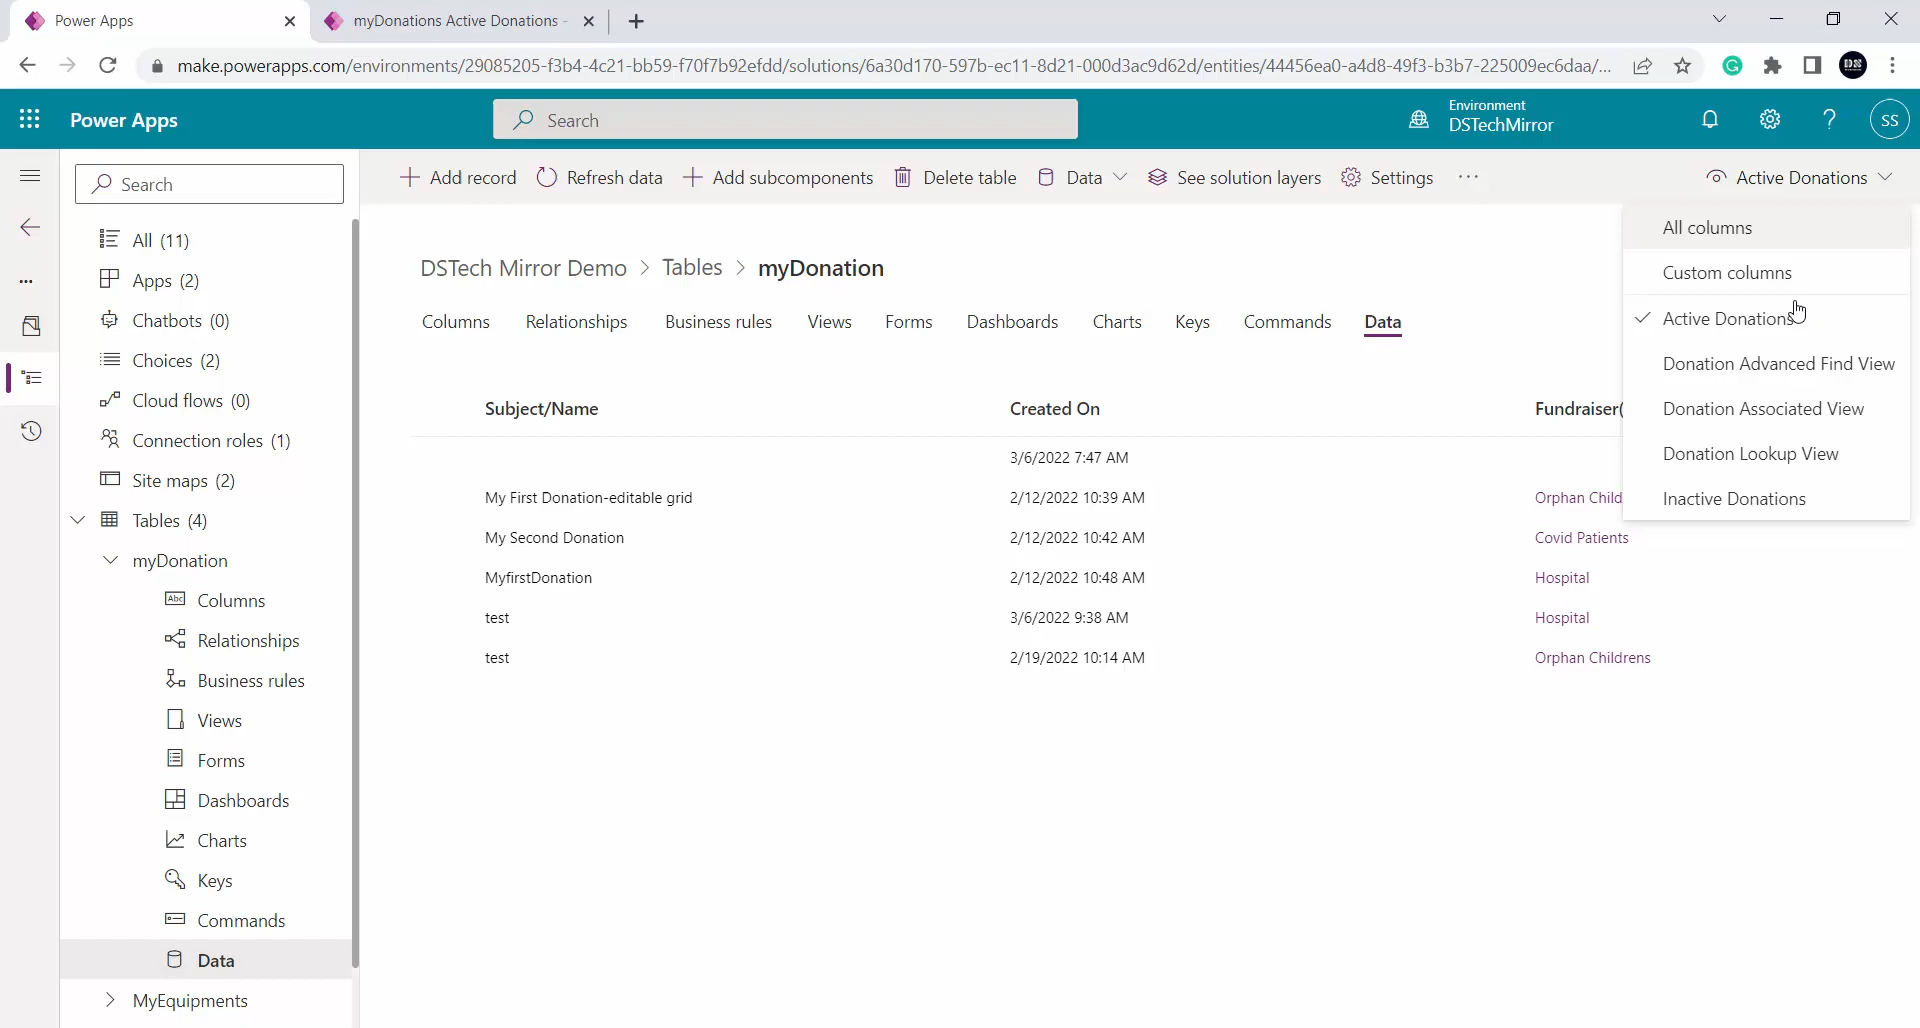 Power Apps
myDonations Active Donations -
make.powerapps.com/environments/29085205-f3b4-4c21-bb59-f70f7b92efdd/solutions/6a30d170-597b-ec11-8d21-000d3ac9d62d/entities/44456ea0-a4d8-49f3-b3b7-225009ec6daa/...
DS
Power Apps
Search
Environment
DSTechMirror
SS
Search
Add record
Refresh data
Add subcomponents
Delete table
Data
See solution layers
Settings
...
Active Donations
All columns
Custom columns
Active Donations
Donation Advanced Find View
Donation Associated View
Donation Lookup View
Inactive Donations
All (11)
Apps (2)
Chatbots (0)
Choices (2)
Cloud flows (0)
Connection roles (1)
Site maps (2)
Tables (4)
myDonation
Abc Columns
Relationships
Business rules
Views
Forms
Dashboards
Charts
Keys
Commands
Data
MyEquipments
DSTech Mirror Demo > Tables > myDonation
Columns Relationships Business rules Views Forms Dashboards Charts Keys Commands Data
Subject/Name Created On Fundraiser(
3/6/2022 7:47 AM
My First Donation-editable grid 2/12/2022 10:39 AM Orphan Child
My Second Donation 2/12/2022 10:42 AM Covid Patients
MyfirstDonation 2/12/2022 10:48 AM Hospital
test 3/6/2022 9:38 AM Hospital
test 2/19/2022 10:14 AM Orphan Childrens